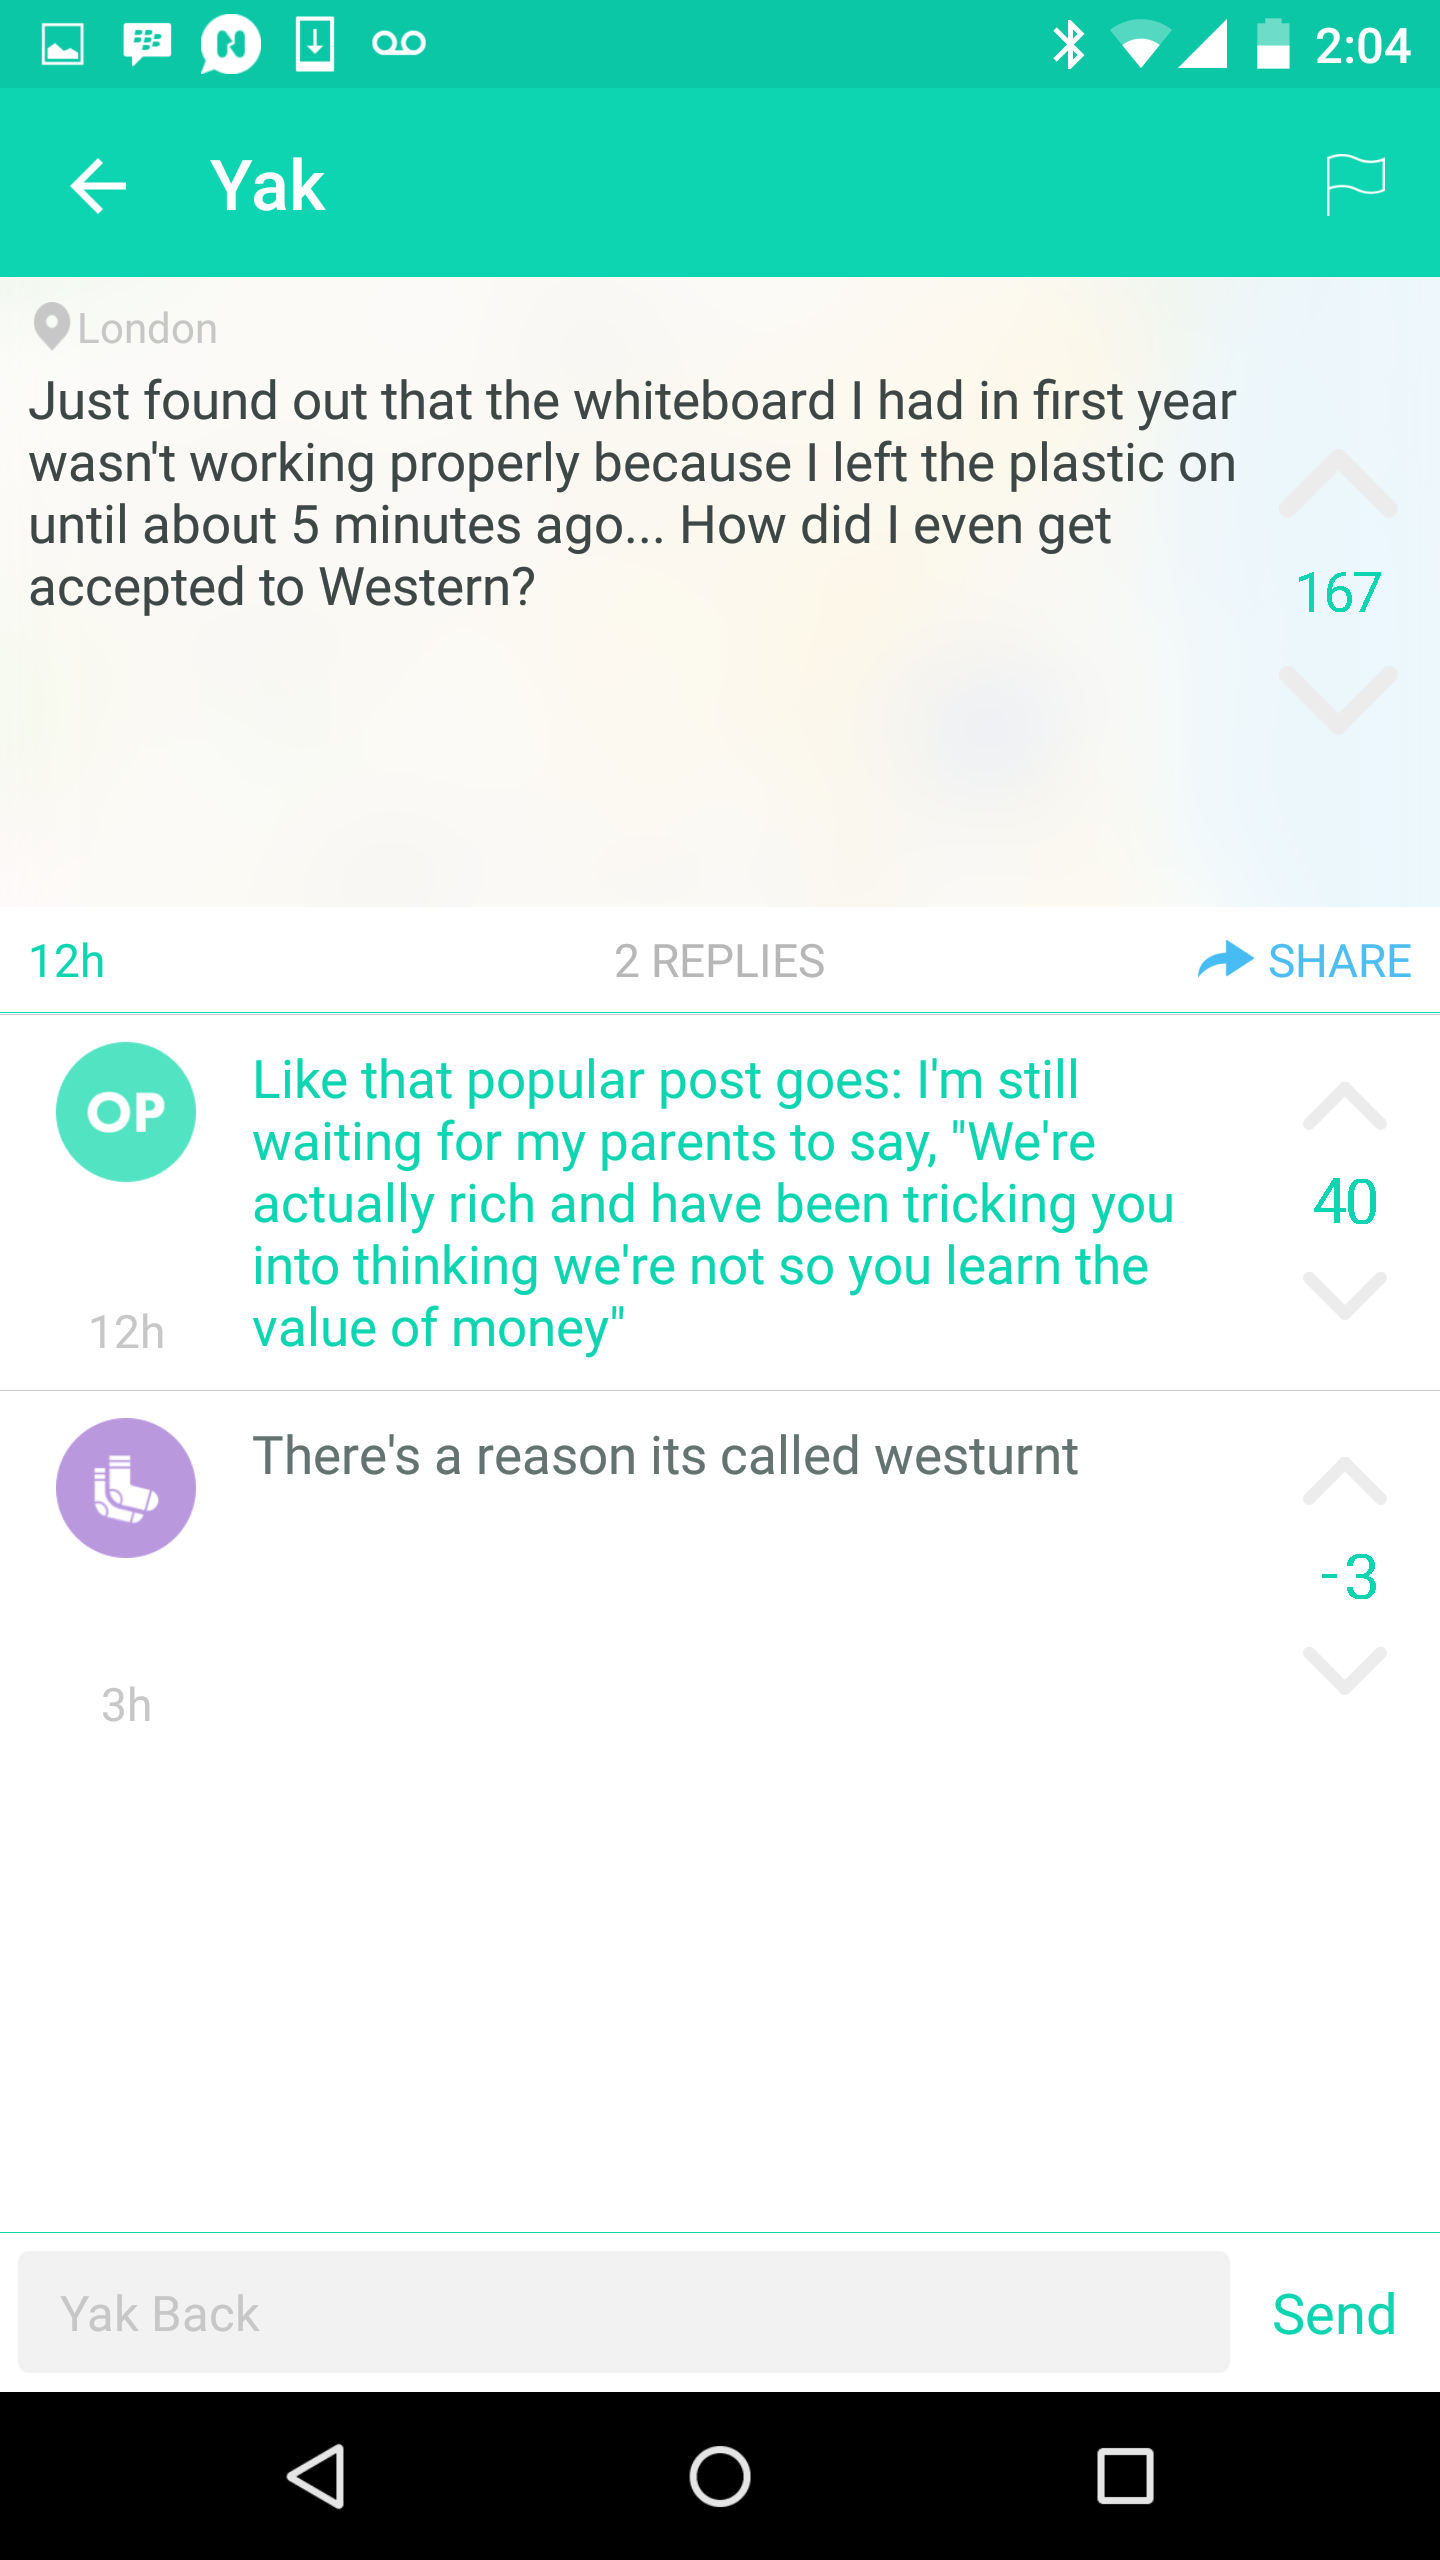 2:04
Yak
London
Just found out that the whiteboard I had in first year
wasn't working properly because I left the plastic on
until about 5 minutes ago... How did I even get
accepted to Western?
167
12h
2 REPLIES
SHARE
OP
Like that popular post goes: I'm still
waiting for my parents to say, "We're
actually rich and have been tricking you
into thinking we're not so you learn the
value of money"
40
12h
There's a reason its called westurnt
-3
3h
Yak Back
Send